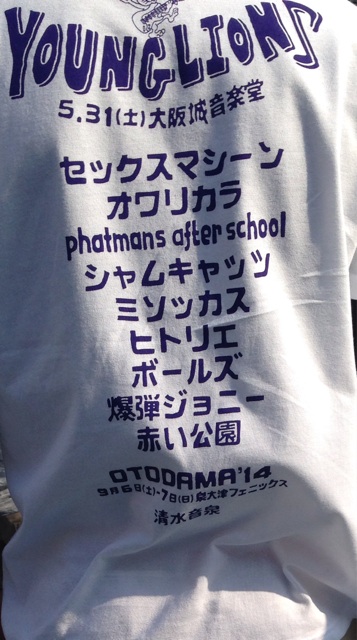 YOUNG LIONS
5.31(土)大阪城音楽堂
セックスマシーン
オワリカラ
phatmans after school
シャムキャッツ
ミソッカス
ヒトリエ
ボールズ
爆弾ジョニー
赤い公園
OTODAMA'14
9月6日(土)-7日(日)泉大津フェニックス
清水音泉